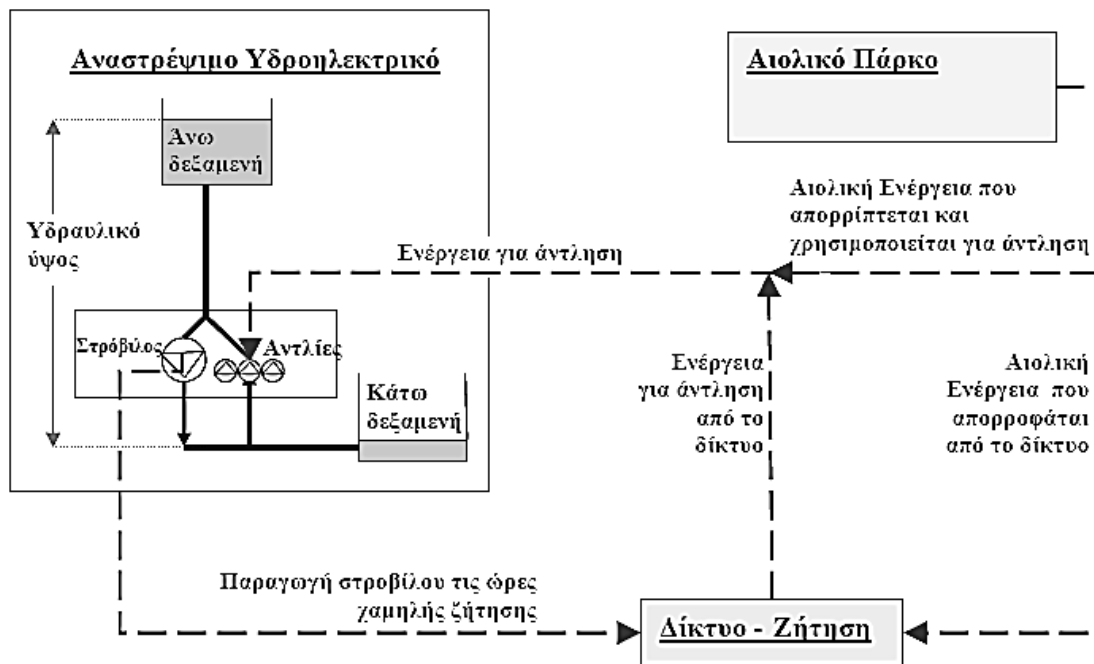 Αναστρέψιμο Υδροηλεκτρικό
Άνω
δεξαμενή
Υδραυλικό
ύψος
Στρόβιλος
Αντλίες
Κάτω
δεξαμενή
Αιολικό Πάρκο
Αιολική Ενέργεια που
απορρίπτεται και
χρησιμοποιείται για άντληση
Ενέργεια για άντληση
Ενέργεια
για άντληση
από το
δίκτυο
Αιολική
Ενέργεια που
απορροφάται
από το δίκτυο
Παραγωγή στροβίλου τις ώρες
χαμηλής ζήτησης
Δίκτυο - Ζήτηση